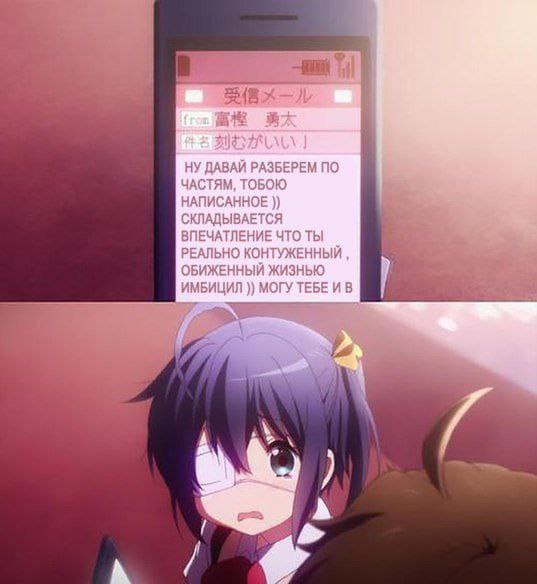 受信メール
from 富樫 勇太
件名 刻むがいい！
НУ ДАВАЙ РАЗБЕРЕМ ПО
ЧАСТЯМ, ТОБОЮ
НАПИСАННОЕ ))
СКЛАДЫВАЕТСЯ
ВПЕЧАТЛЕНИЕ ЧТО ТЫ
РЕАЛЬНО КОНТУЖЕННЫЙ ,
ОБИЖЕННЫЙ ЖИЗНЬЮ
ИМБИЦИЛ )) МОГУ ТЕБЕ И В